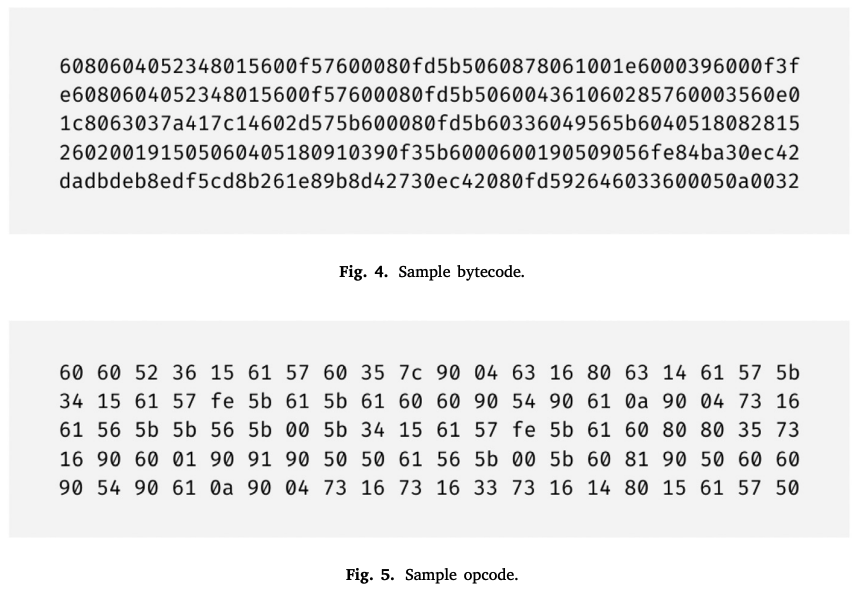 6080604052348015600f57600080fd5b5060878061001e6000396000f3f
e6080604052348015600f57600080fd5b506004361060285760003560e0
1c8063037a417c14602d575b600080fd5b60336049565b6040518082815
260200191505060405180910390f35b6000600190509056fe84ba30ec42
dadbdeb8edf5cd8b261e89b8d42730ec42080fd592646033600050a0032
Fig. 4. Sample bytecode.
60 60 52 36 15 61 57 60 35 7c 90 04 63 16 80 63 14 61 57 5b
34 15 61 57 fe 5b 61 5b 61 60 60 90 54 90 61 0a 90 04 73 16
61 56 5b 5b 56 5b 00 5b 34 15 61 57 fe 5b 61 60 80 80 35 73
16 90 60 01 90 91 90 50 50 61 56 5b 00 5b 60 81 90 50 60 60
90 54 90 61 0a 90 04 73 16 73 16 33 73 16 14 80 15 61 57 50
Fig. 5. Sample opcode.